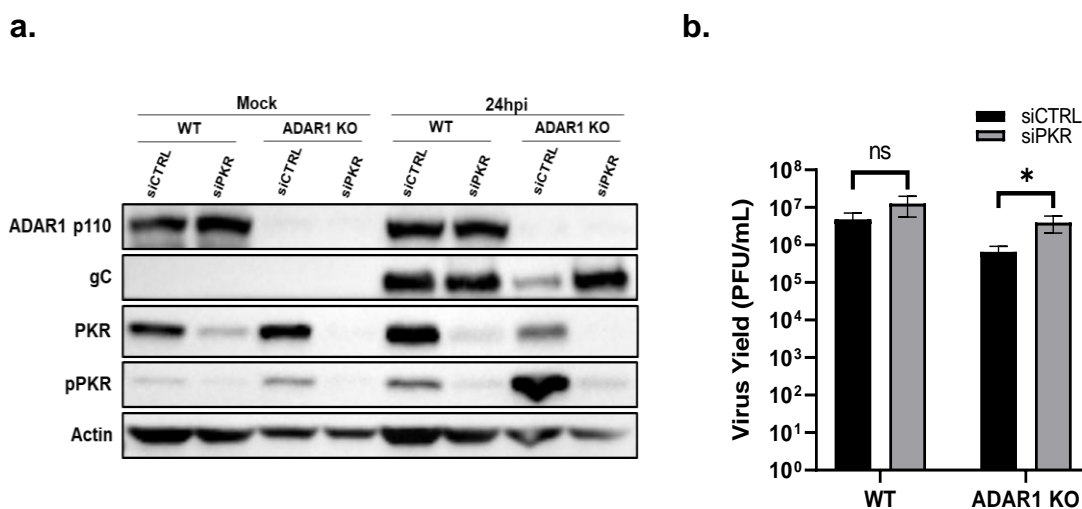 a.
Mock 24hpi
WT ADAR1 KO WT ADAR1 KO
siCTRL siPKR siCTRL siPKR siCTRL siPKR siCTRL siPKR
ADAR1 p110
gC
PKR
pPKR
Actin
b.
siCTRL
siPKR
ns
*
Virus Yield (PFU/mL)
10⁸
10⁷
10⁶
10⁵
10⁴
10³
10²
10¹
10⁰
WT ADAR1 KO